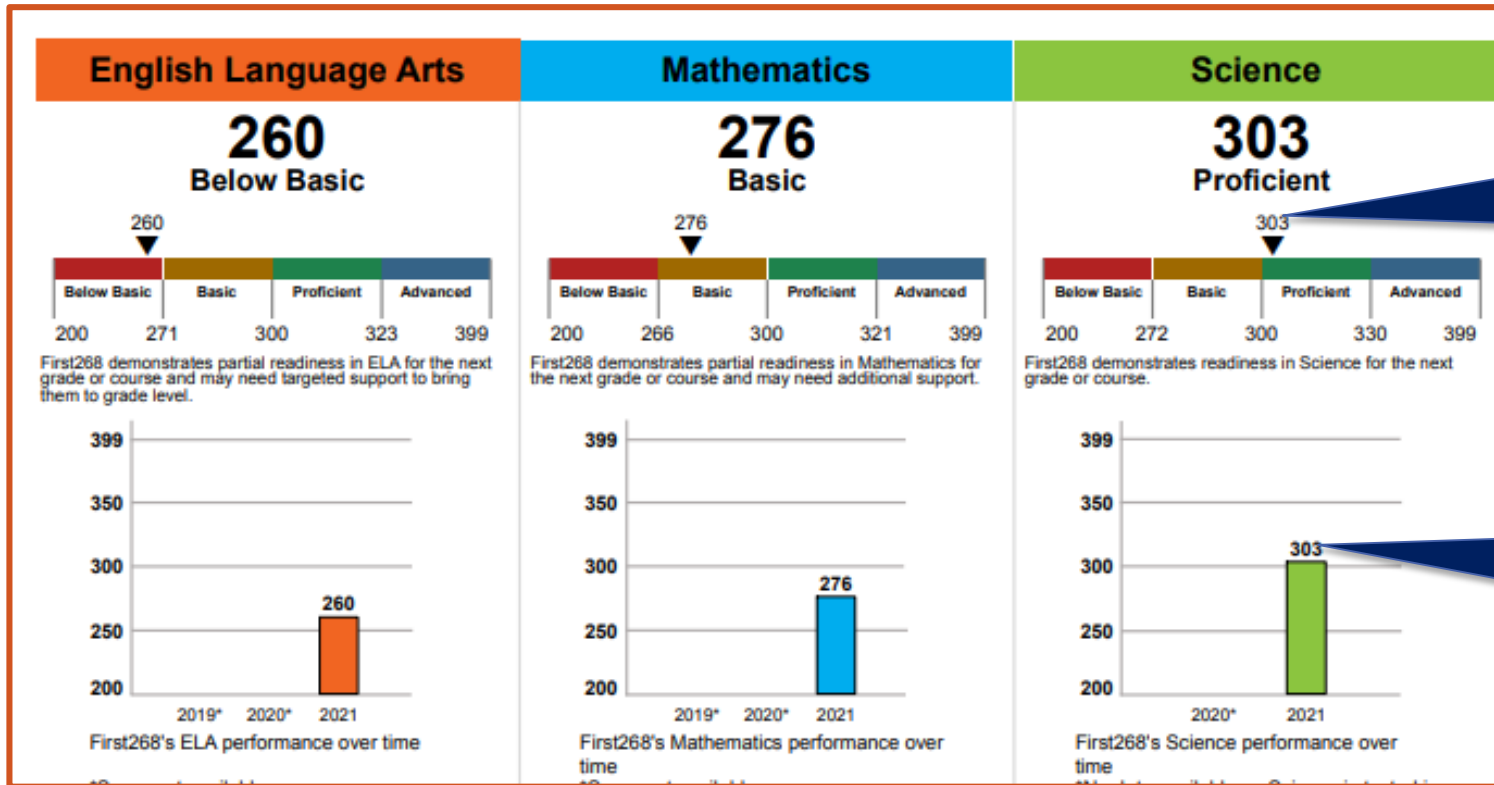 English Language Arts
260
Below Basic
260
Below Basic Basic Proficient Advanced
200 271 300 323 399
First268 demonstrates partial readiness in ELA for the next
grade or course and may need targeted support to bring
them to grade level.
399
350
300
260
250
200
2019* 2020* 2021
First268's ELA performance over time
Mathematics
276
Basic
276
Below Basic Basic Proficient Advanced
200 266 300 321 399
First268 demonstrates partial readiness in Mathematics for
the next grade or course and may need additional support.
399
350
300
276
250
200
2019* 2020* 2021
First268's Mathematics performance over
time
Science
303
Proficient
303
Below Basic Basic Proficient Advanced
200 272 300 330 399
First268 demonstrates readiness in Science for the next
grade or course.
399
350
303
300
250
200
2020* 2021
First268's Science performance over
time